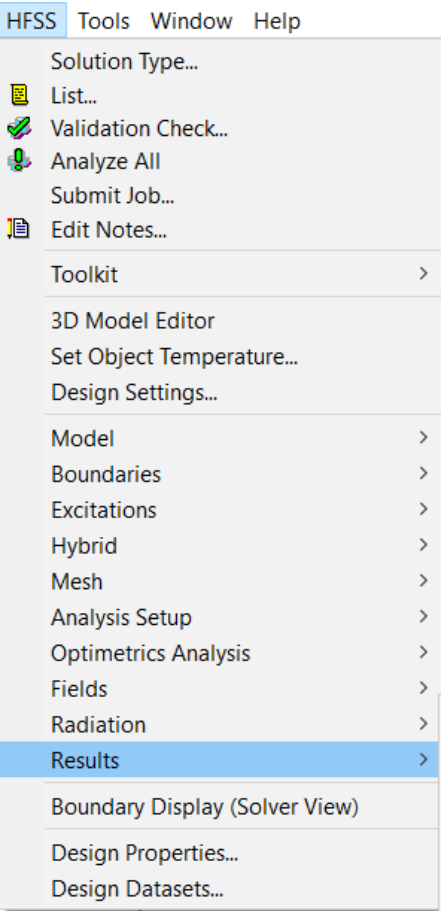 HFSS Tools Window Help
Solution Type...
List...
Validation Check...
Analyze All
Submit Job...
Edit Notes...
Toolkit
3D Model Editor
Set Object Temperature...
Design Settings...
Model
Boundaries
Excitations
Hybrid
Mesh
Analysis Setup
Optimetrics Analysis
Fields
Radiation
Results
Boundary Display (Solver View)
Design Properties...
Design Datasets...